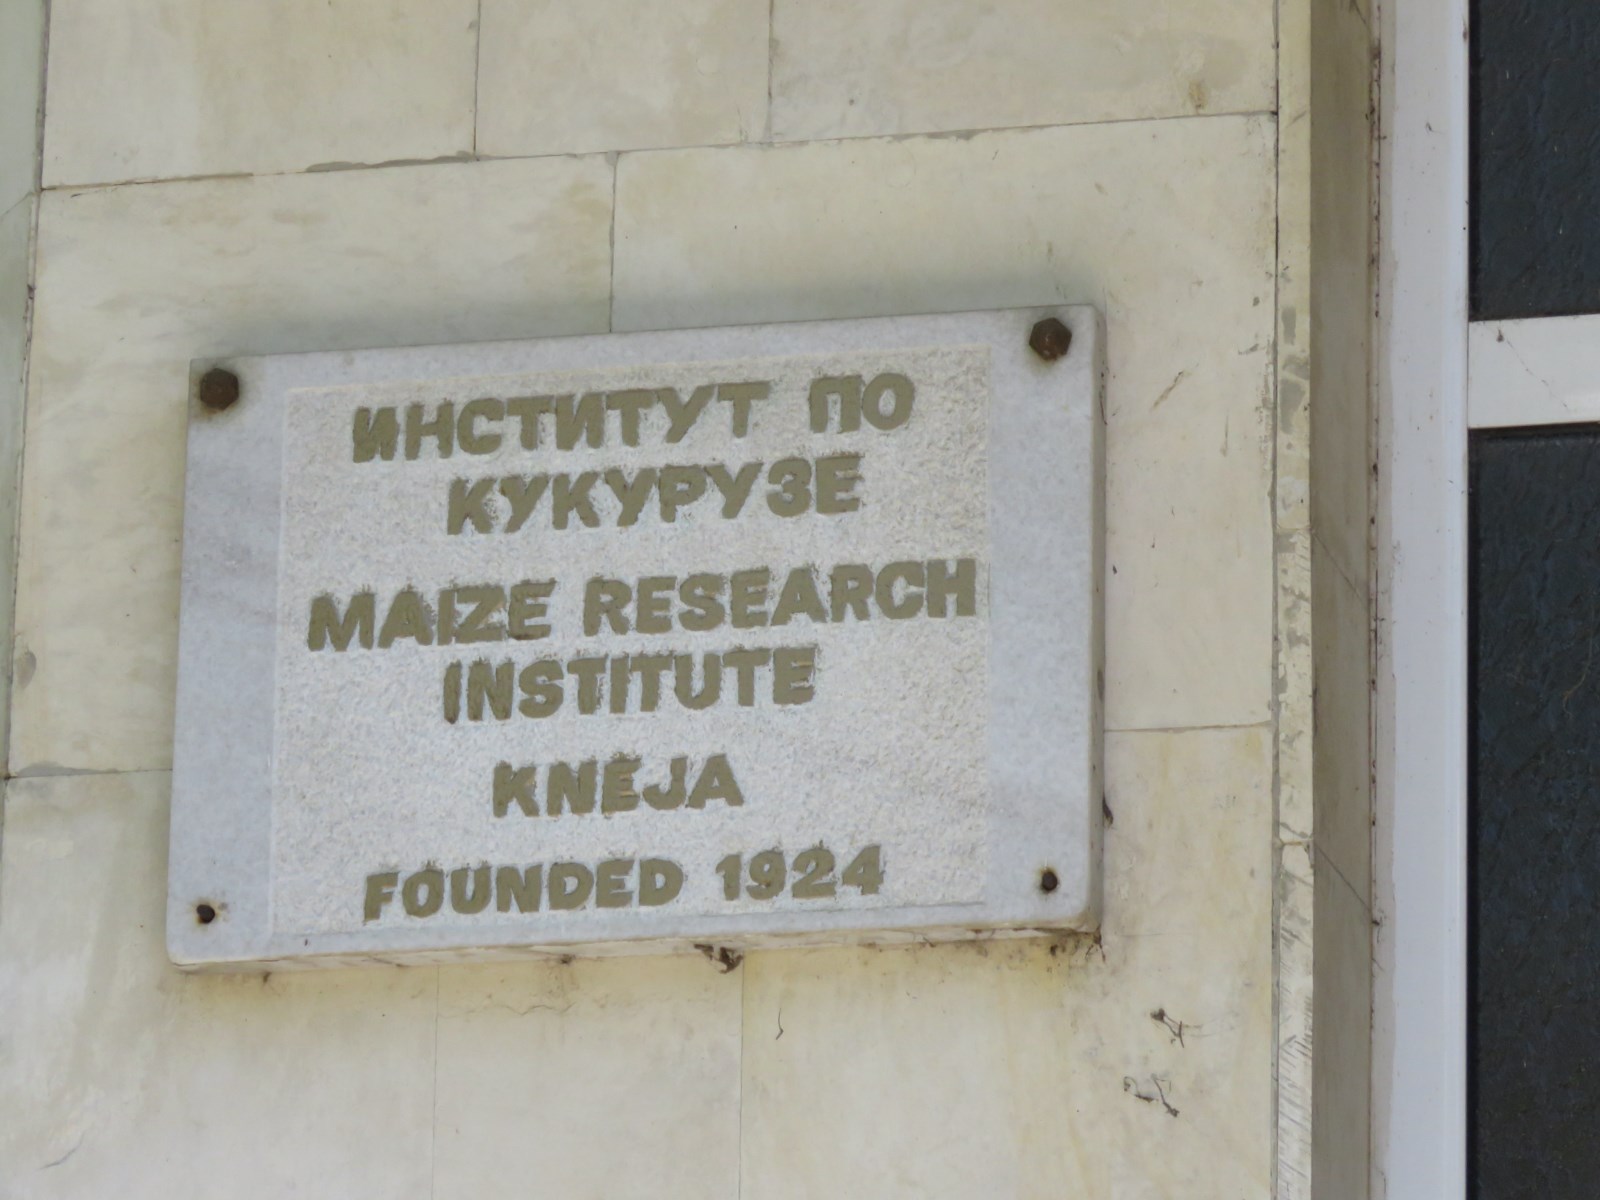 ИНСТИТУТ ПО
КУКУРУЗЕ
MAIZE RESEARCH
INSTITUTE
KNEJA
FOUNDED 1924